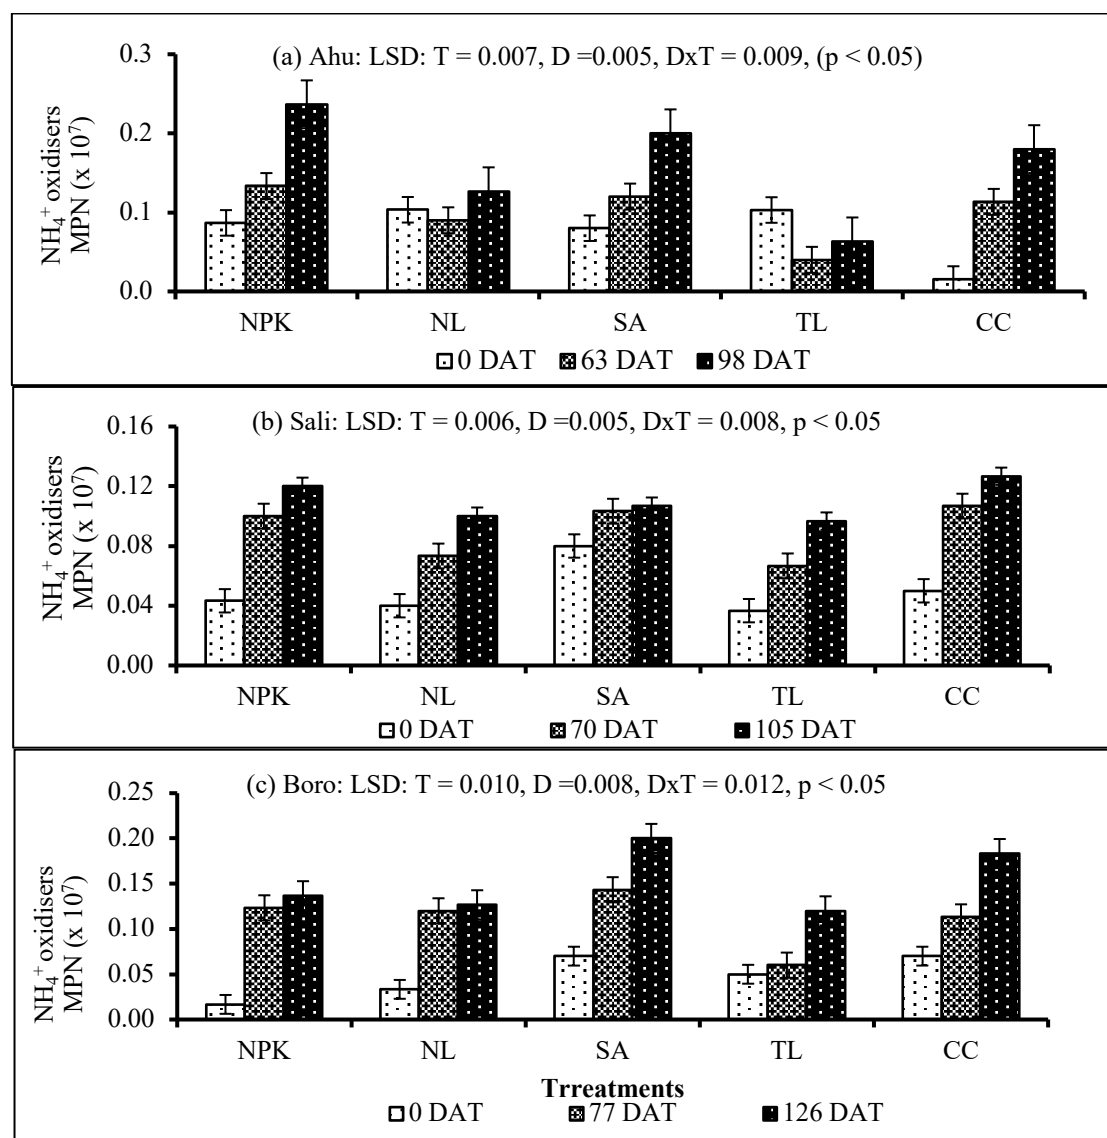 (a) Ahu: LSD: T = 0.007, D =0.005, DxT = 0.009, (p < 0.05)
NH₄⁺ oxidisers
MPN (x 10⁷)
0.3
0.2
0.1
0.0
NPK NL SA TL CC
0 DAT 63 DAT 98 DAT
(b) Sali: LSD: T = 0.006, D =0.005, DxT = 0.008, p < 0.05
NH₄⁺ oxidisers
MPN (x 10⁷)
0.16
0.12
0.08
0.04
0.00
NPK NL SA TL CC
0 DAT 70 DAT 105 DAT
(c) Boro: LSD: T = 0.010, D =0.008, DxT = 0.012, p < 0.05
NH₄⁺ oxidisers
MPN (x 10⁷)
0.25
0.20
0.15
0.10
0.05
0.00
NPK NL SA TL CC
Trreatments
0 DAT 77 DAT 126 DAT